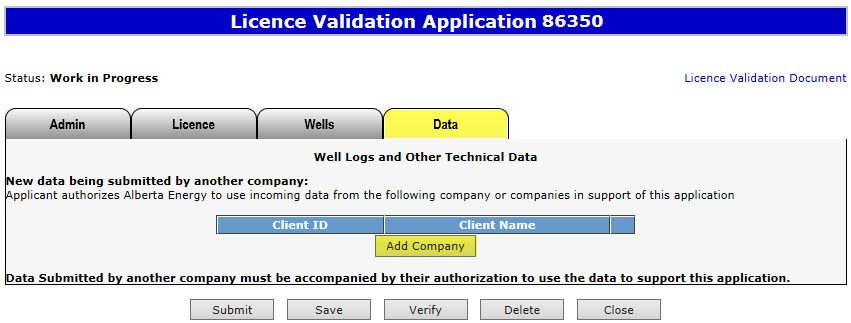 Licence Validation Application 86350
Status: Work in Progress
Licence Validation Document
Admin
Licence
Wells
Data
Well Logs and Other Technical Data
New data being submitted by another company:
Applicant authorizes Alberta Energy to use incoming data from the following company or companies in support of this application
Client ID
Client Name
Add Company
Data Submitted by another company must be accompanied by their authorization to use the data to support this application.
Submit
Save
Verify
Delete
Close